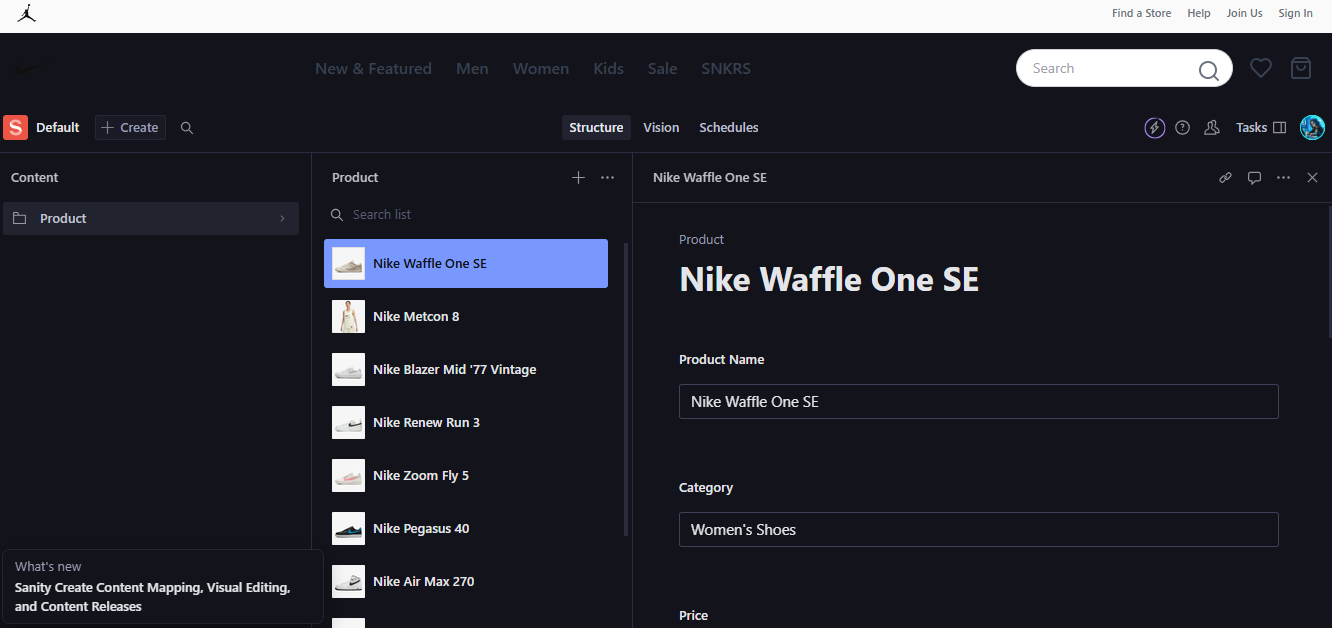 Find a Store Help Join Us Sign In
New & Featured Men Women Kids Sale SNKRS
Search
S Default Create
Structure Vision Schedules
Tasks
Content
Product
Product
Search list
Nike Waffle One SE
Nike Metcon 8
Nike Blazer Mid '77 Vintage
Nike Renew Run 3
Nike Zoom Fly 5
Nike Pegasus 40
Nike Air Max 270
Nike Waffle One SE
Product
Nike Waffle One SE
Product Name
Nike Waffle One SE
Category
Women's Shoes
Price
What's new
Sanity Create Content Mapping, Visual Editing,
and Content Releases